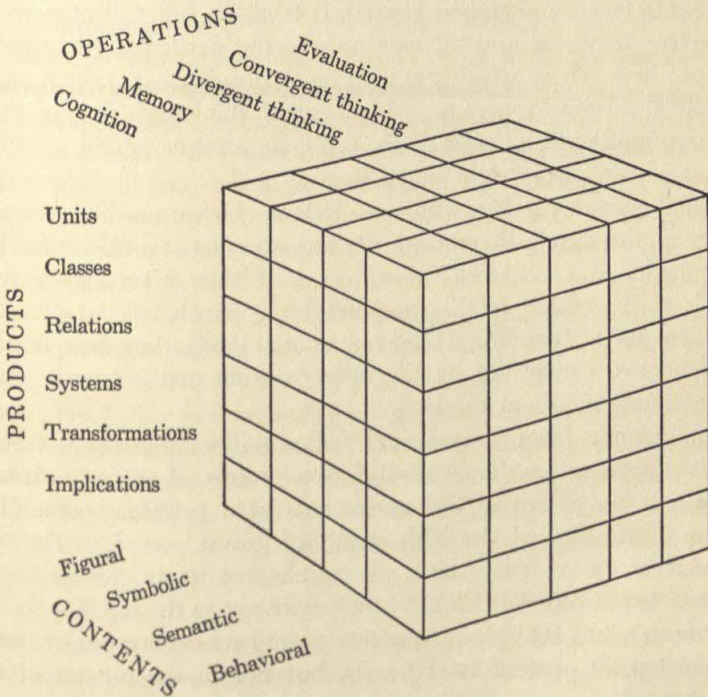 OPERATIONS
Evaluation
Convergent thinking
Divergent thinking
Memory
Cognition
PRODUCTS
Units
Classes
Relations
Systems
Transformations
Implications
Figural
Symbolic
Semantic
Behavioral
CONTENTS